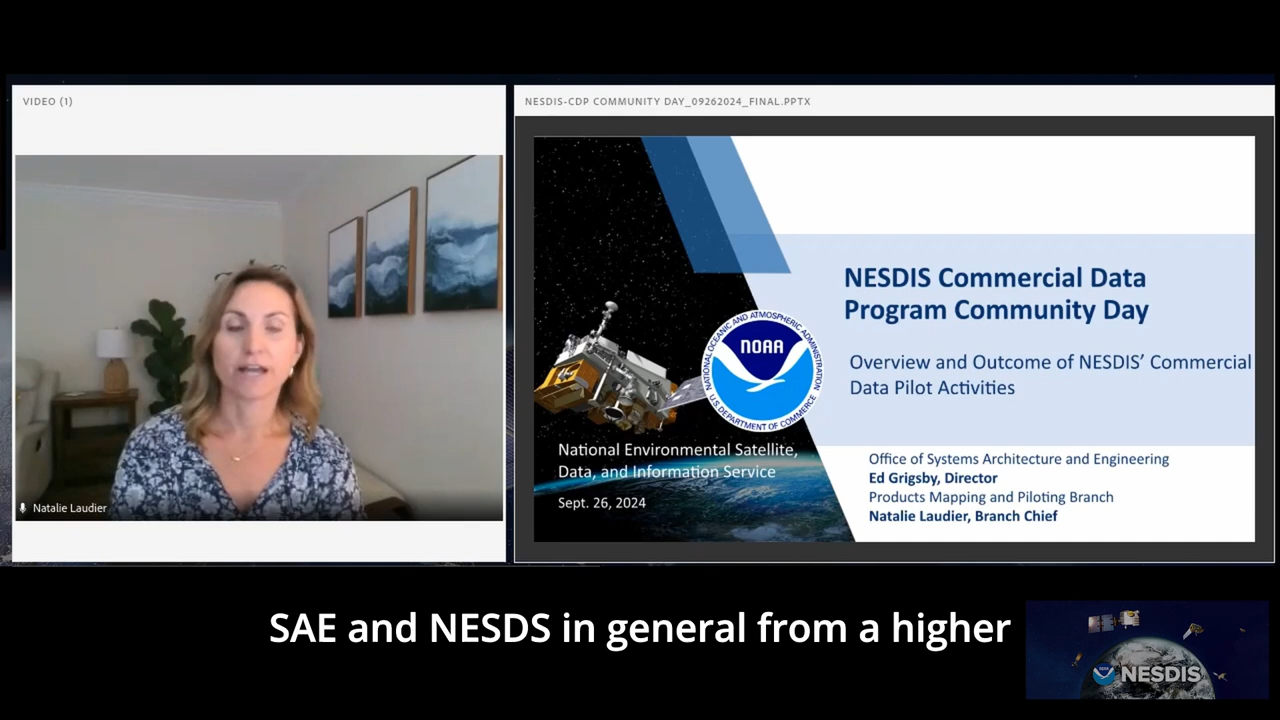 VIDEO (1)
NESDIS-CDP COMMUNITY DAY_09262024_FINAL.PPTX
NESDIS Commercial Data
Program Community Day
Overview and Outcome of NESDIS’ Commercial
Data Pilot Activities
NATIONAL OCEANIC AND ATMOSPHERIC ADMINISTRATION
NOAA
U.S. DEPARTMENT OF COMMERCE
National Environmental Satellite,
Data, and Information Service
Sept. 26, 2024
Office of Systems Architecture and Engineering
Ed Grigsby, Director
Products Mapping and Piloting Branch
Natalie Laudier, Branch Chief
Natalie Laudier
SAE and NESDS in general from a higher
NESDIS